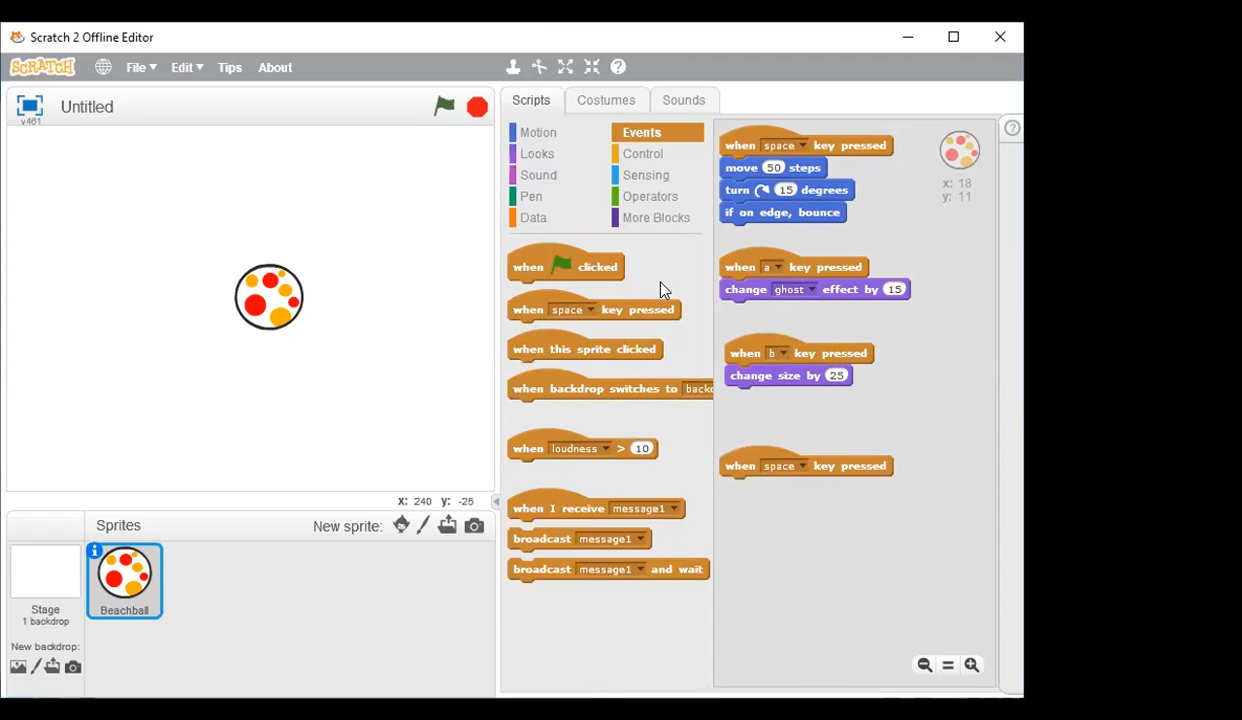 Scratch 2 Offline Editor
SCRATCH File Edit Tips About
Untitled
v461
Scripts Costumes Sounds
Motion Events
Looks Control
Sound Sensing
Pen Operators
Data More Blocks
when clicked
when space key pressed
when this sprite clicked
when backdrop switches to
when loudness > 10
when I receive message1
broadcast message1
broadcast message1 and wait
when space key pressed
move 50 steps
turn 15 degrees
if on edge, bounce
when a key pressed
change ghost effect by 15
when b key pressed
change size by 25
when space key pressed
x: 18
y: 11
x: 240 y: -25
Sprites New sprite:
Stage
1 backdrop
New backdrop:
Beachball